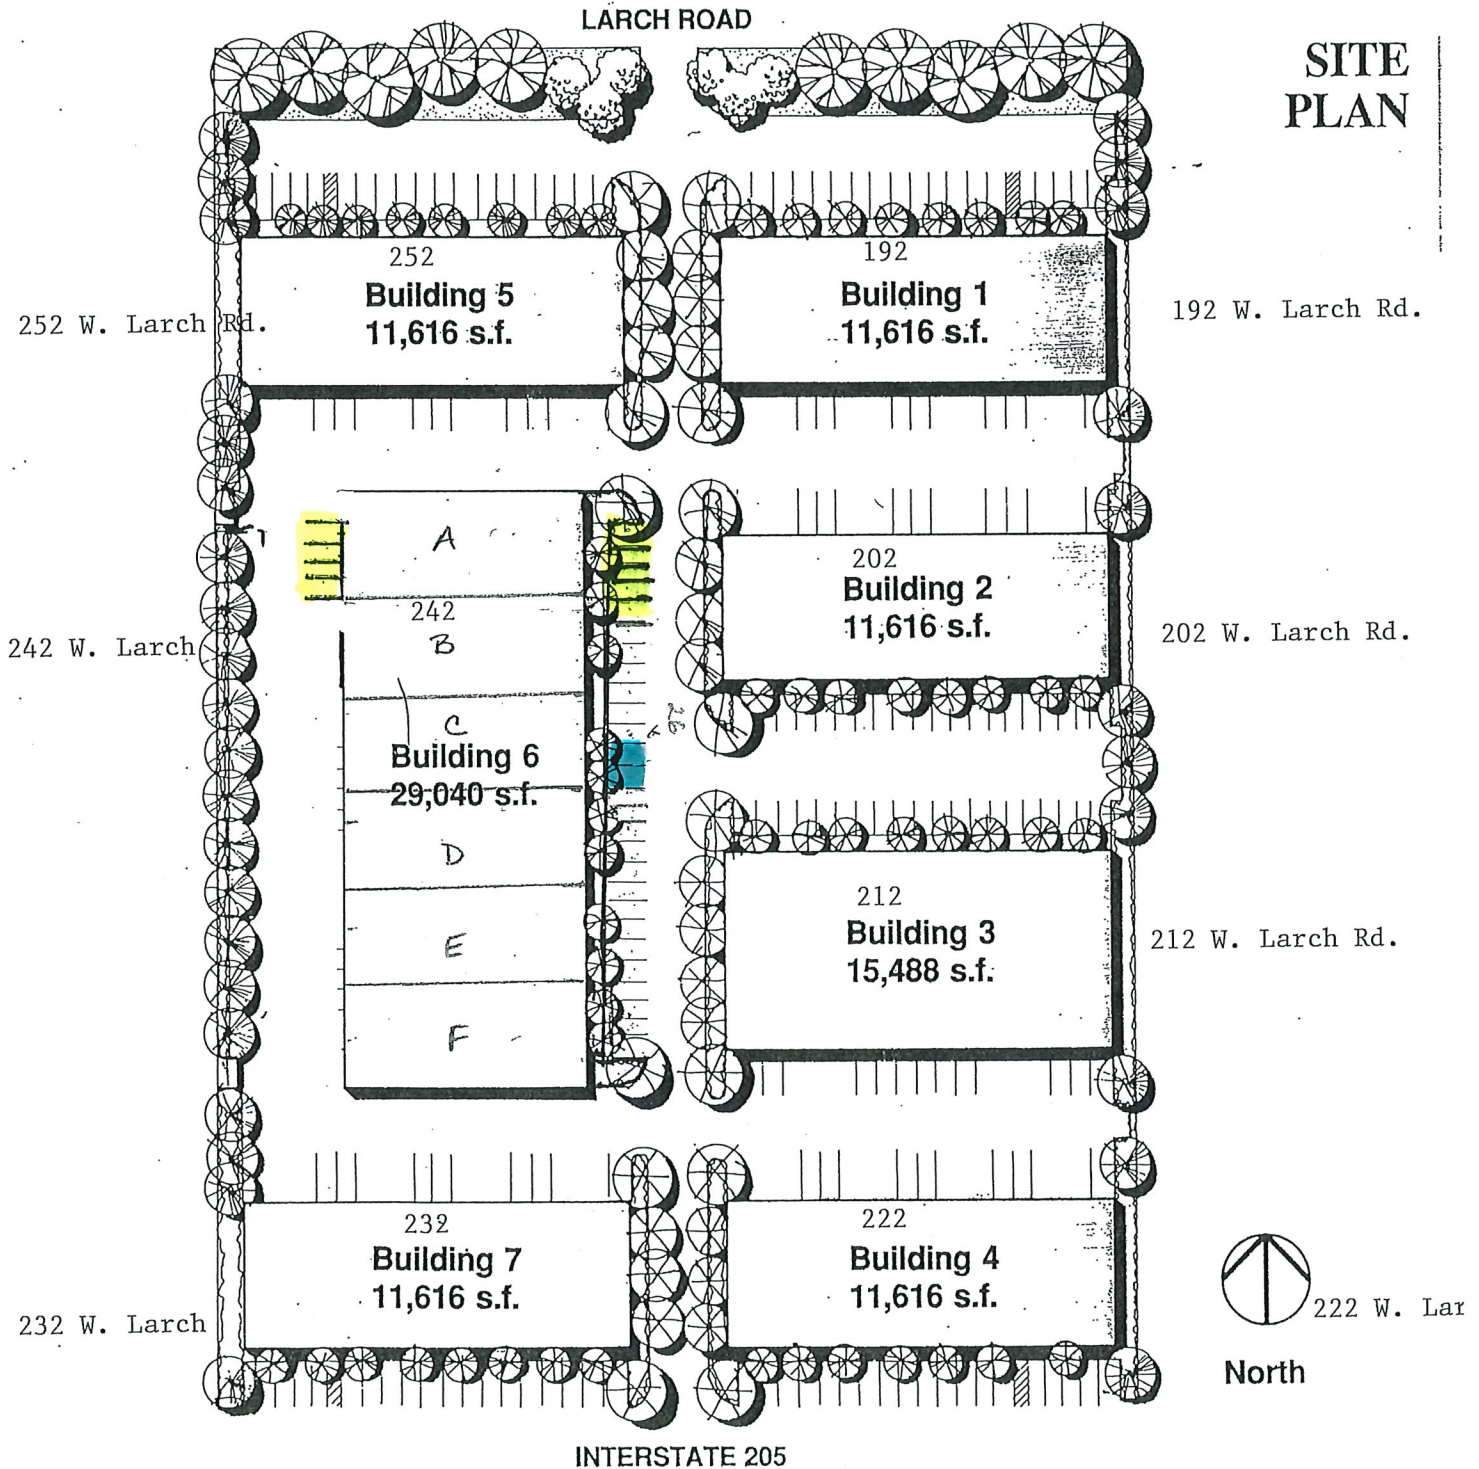 LARCH ROAD
SITE
PLAN
252
Building 5
11,616 s.f.
192
Building 1
11,616 s.f.
252 W. Larch Rd.
192 W. Larch Rd.
A
242
B
C
Building 6
29,040 s.f.
D
E
F
26
202
Building 2
11,616 s.f.
242 W. Larch
202 W. Larch Rd.
212
Building 3
15,488 s.f.
212 W. Larch Rd.
232
Building 7
11,616 s.f.
222
Building 4
11,616 s.f.
232 W. Larch
222 W. Lar
North
INTERSTATE 205